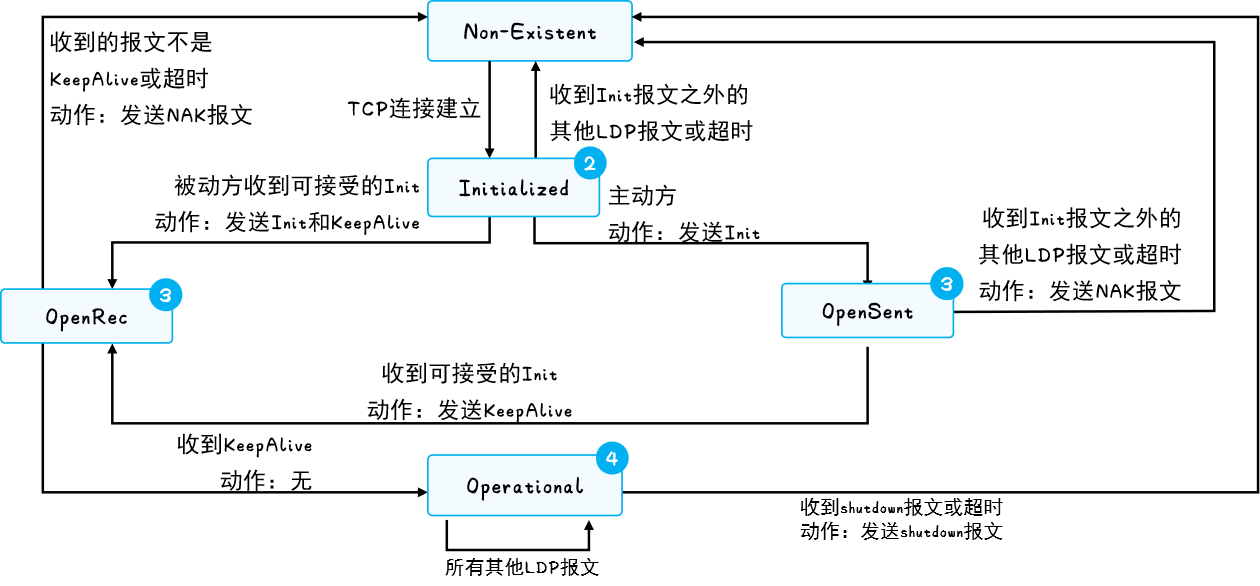 Non-Existent
收到的报文不是
KeepAlive或超时
动作：发送NAK报文
TCP连接建立
收到Init报文之外的
其他LDP报文或超时
2
Initialized
被动方收到可接受的Init
动作：发送Init和KeepAlive
主动方
动作：发送Init
收到Init报文之外的
其他LDP报文或超时
动作：发送NAK报文
3
OpenRec
3
OpenSent
收到可接受的Init
动作：发送KeepAlive
收到KeepAlive
动作：无
4
Operational
收到shutdown报文或超时
动作：发送shutdown报文
所有其他LDP报文